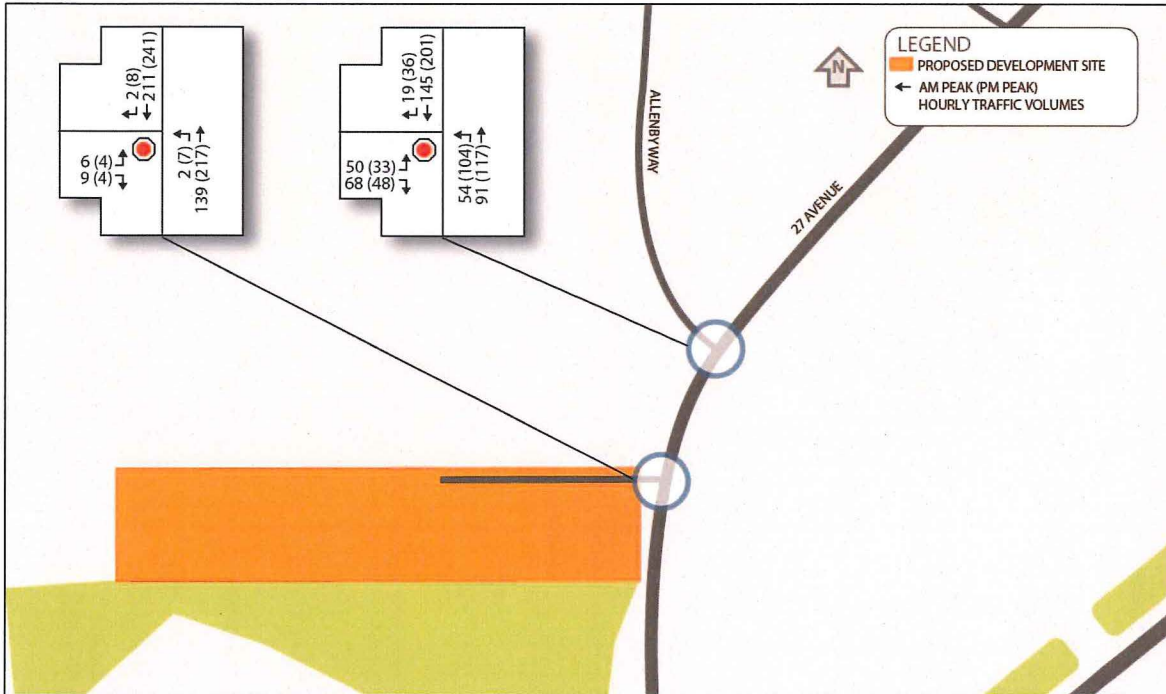 2 (8)
211 (241)
6 (4)
9 (4)
2 (7)
139 (217)
19 (36)
145 (201)
50 (33)
68 (48)
54 (104)
91 (117)
ALLENBY WAY
27 AVENUE
N
LEGEND
PROPOSED DEVELOPMENT SITE
AM PEAK (PM PEAK)
HOURLY TRAFFIC VOLUMES